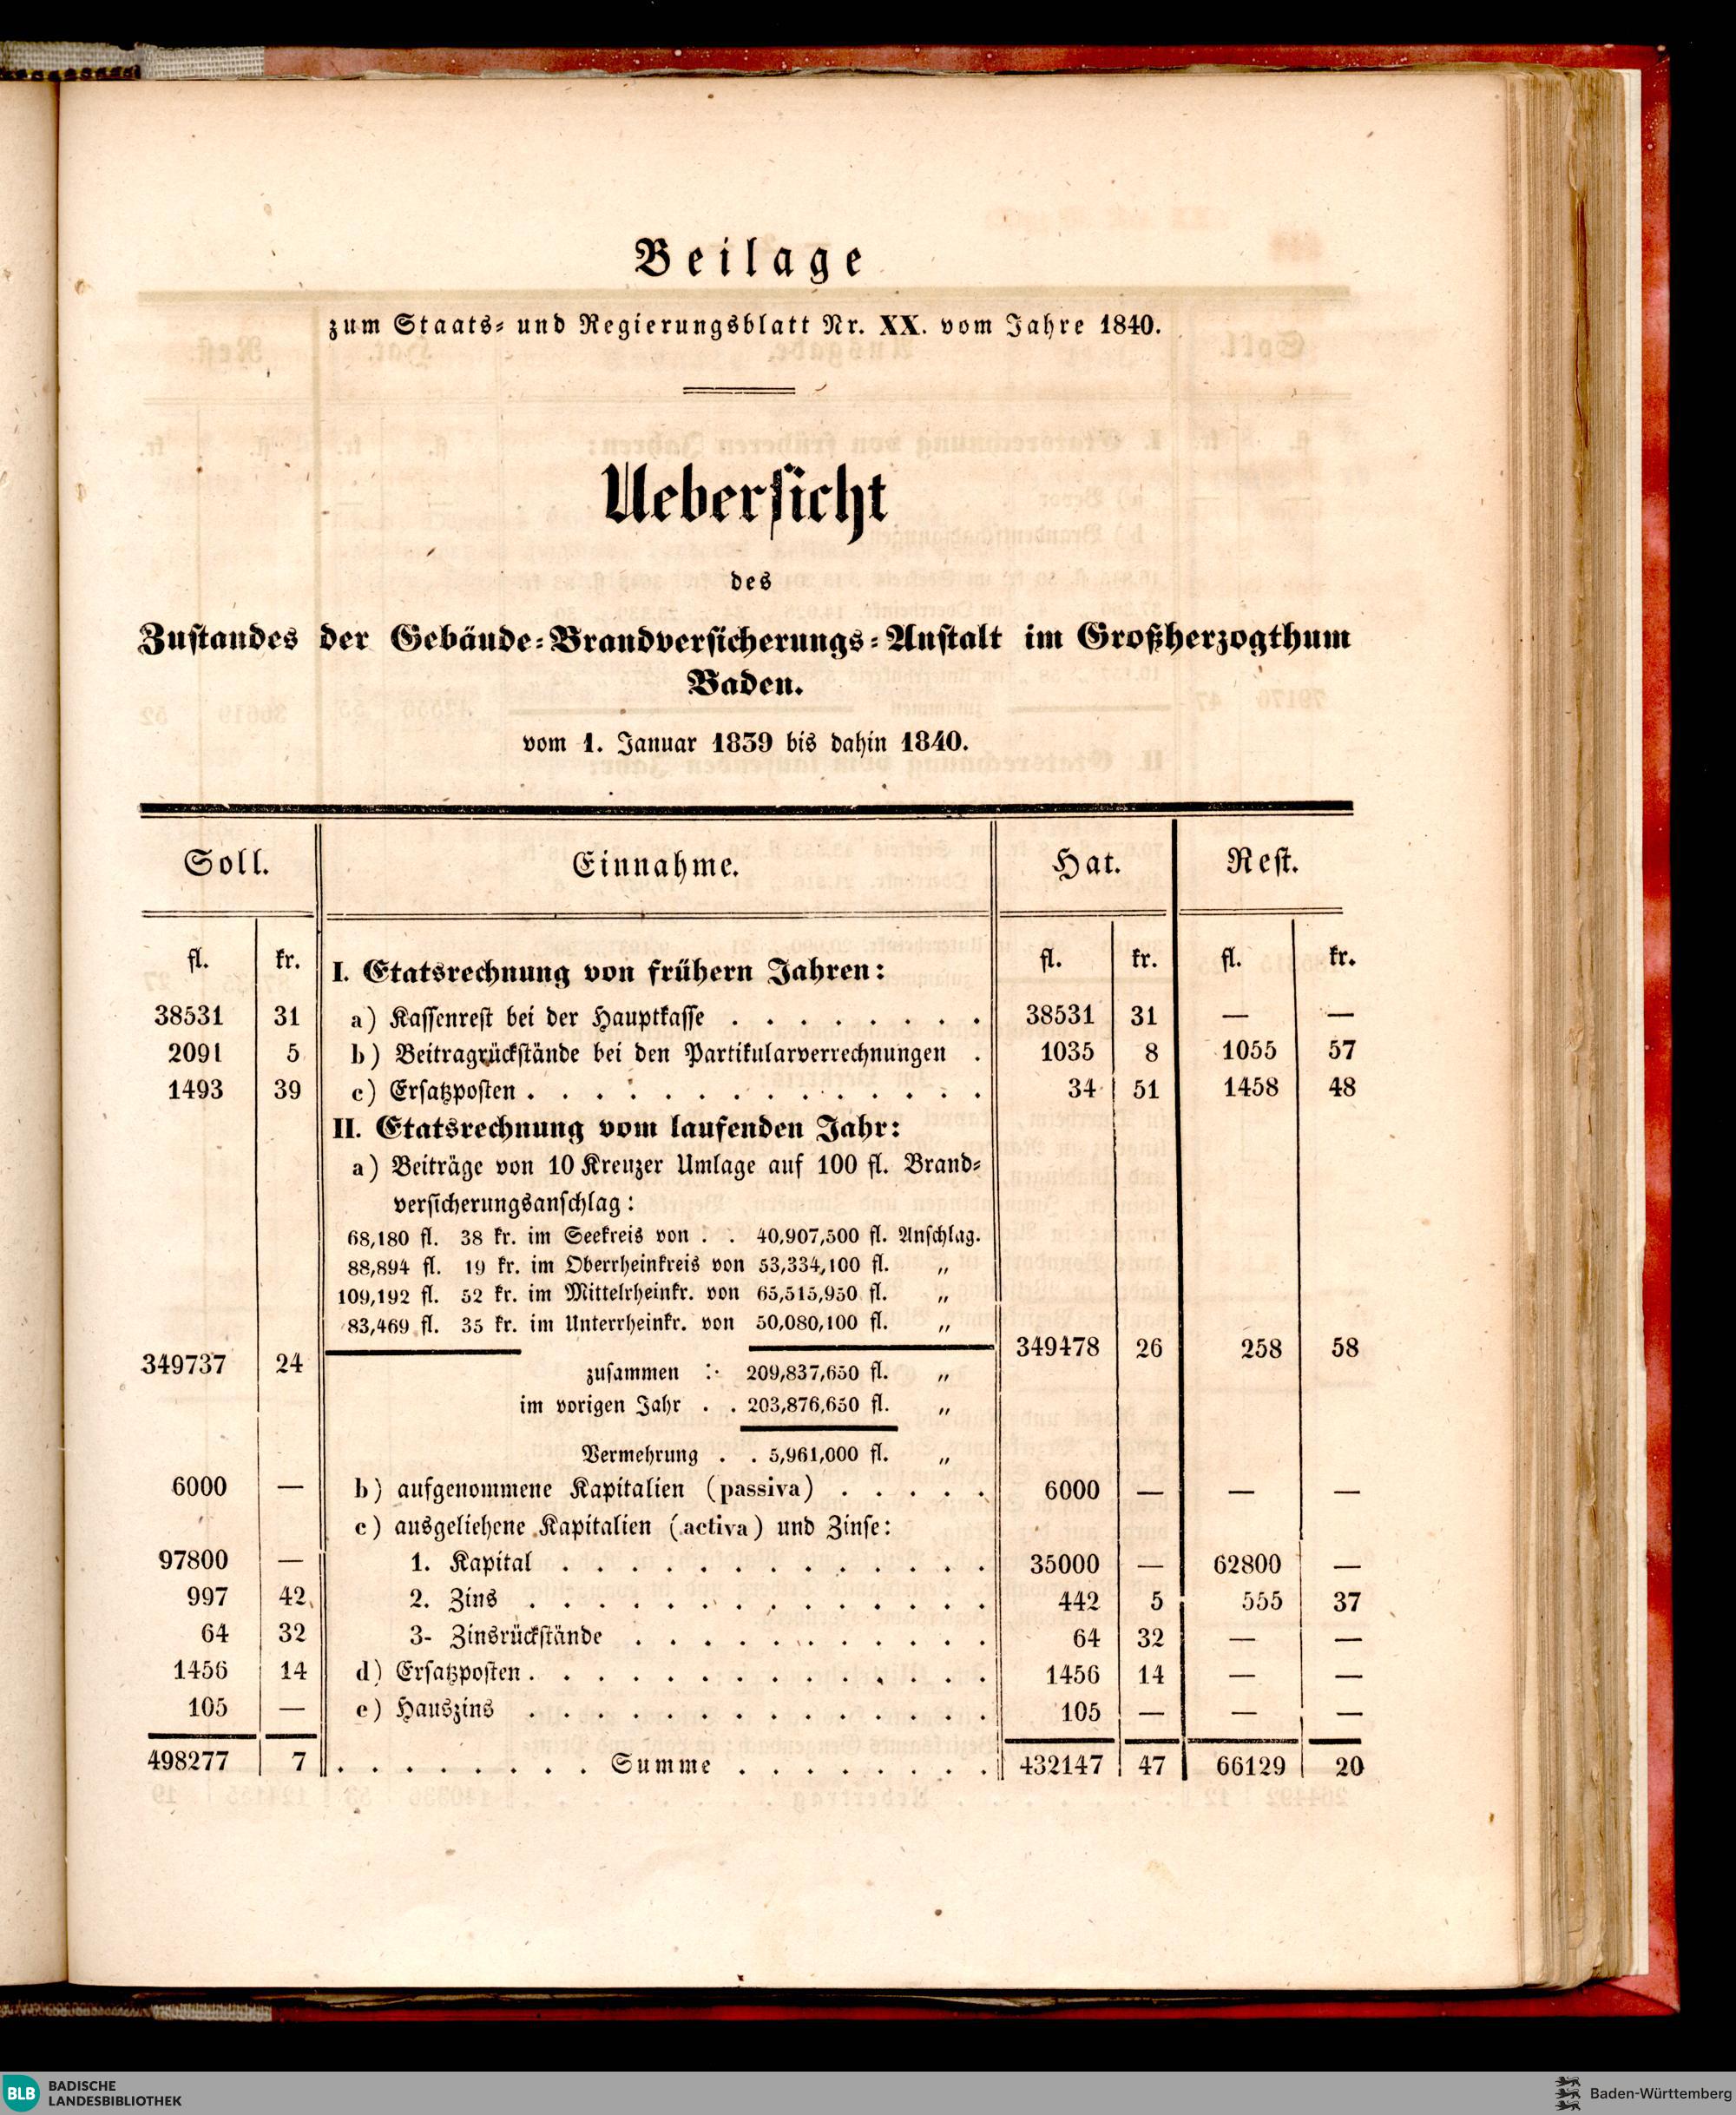 Beilage
zum Staats- und Regierungsblatt Nr. XX. vom Jahre 1840.
Uebersicht
des
Zustandes der Gebäude-Brandversicherungs-Anstalt im Großherzogthum
Baden.
vom 1. Januar 1839 bis dahin 1840.
Soll. Einnahme. Hat. Rest.
fl. kr. fl. kr. fl. kr.
I. Etatsrechnung von frühern Jahren:
38531 31 a) Kassenrest bei der Hauptkasse . . . . . . . . 38531 31 — —
2091 5 b) Beitragrückstände bei den Partikularverrechnungen . 1035 8 1055 57
1493 39 c) Ersatzposten . . . . . . . . . . . . . . 34 51 1458 48
II. Etatsrechnung vom laufenden Jahr:
a) Beiträge von 10 Kreuzer Umlage auf 100 fl. Brand-
versicherungsanschlag:
68,180 fl. 38 kr. im Seekreis von . . 40,907,500 fl. Anschlag.
88,894 fl. 19 kr. im Oberrheinkreis von 53,334,100 fl. „
109,192 fl. 52 kr. im Mittelrheinkr. von 65,515,950 fl. „
83,469 fl. 35 kr. im Unterrheinkr. von 50,080,100 fl. „
349737 24 zusammen : 209,837,650 fl. „ 349478 26 258 58
im vorigen Jahr . . 203,876,650 fl. „
Vermehrung . . 5,961,000 fl. „
6000 — b) aufgenommene Kapitalien (passiva) . . . . . 6000 — — —
c) ausgeliehene Kapitalien (activa) und Zinse:
97800 — 1. Kapital . . . . . . . . . . . . . 35000 — 62800 —
997 42 2. Zins . . . . . . . . . . . . . . 442 5 555 37
64 32 3- Zinsrückstände . . . . . . . . . . . 64 32 — —
1456 14 d) Ersatzposten . . . . . . . . . . . . . . 1456 14 — —
105 — e) Hauszins . . . . . . . . . . . . . . 105 — — —
498277 7 . . . . . . . . Summe . . . . . . . . 432147 47 66129 20
BLB BADISCHE
LANDESBIBLIOTHEK
Baden-Württemberg